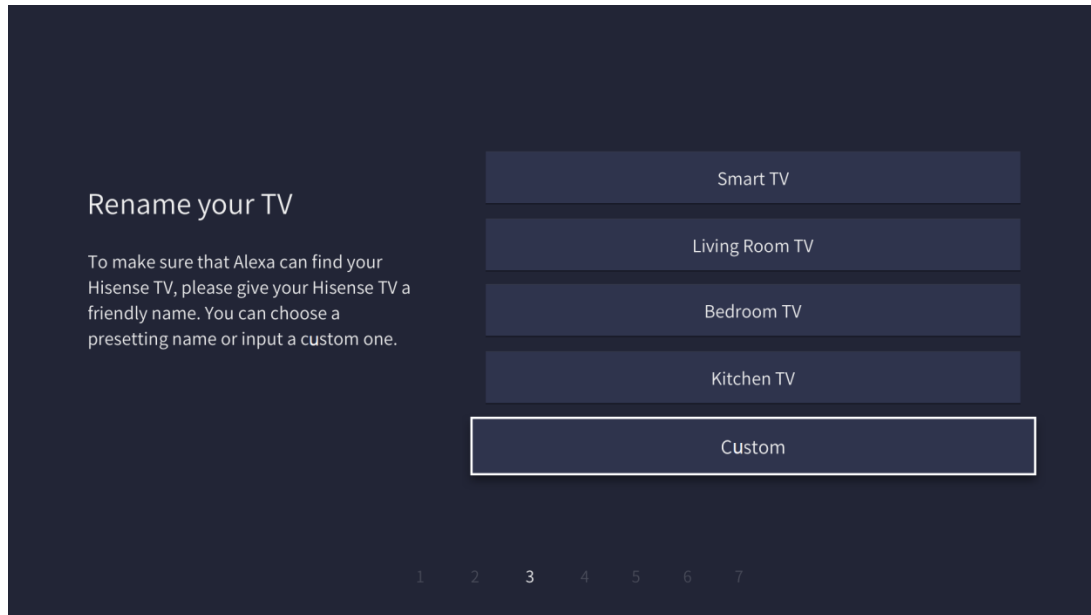 Rename your TV
To make sure that Alexa can find your
Hisense TV, please give your Hisense TV a
friendly name. You can choose a
presetting name or input a custom one.
Smart TV
Living Room TV
Bedroom TV
Kitchen TV
Custom
1 2 3 4 5 6 7